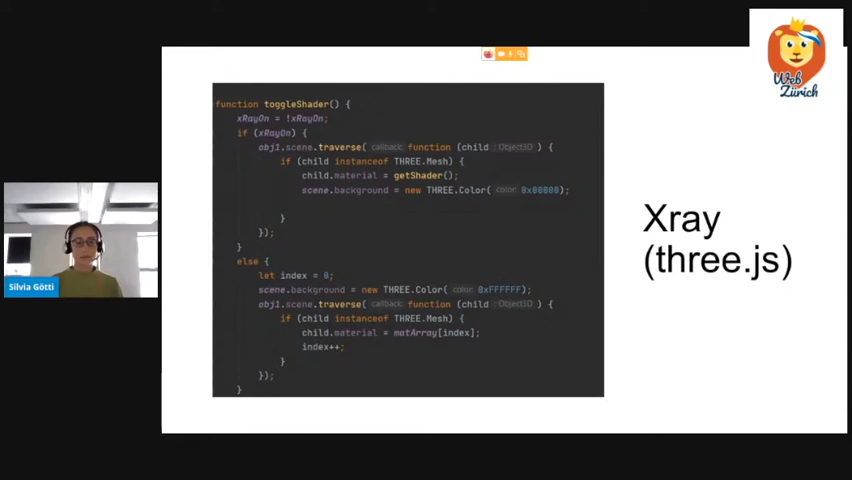 Web
Zürich
function toggleShader() {
xRayOn = !xRayOn;
if (xRayOn) {
obj1.scene.traverse( callback: function (child : Object3D ) {
if (child instanceof THREE.Mesh) {
child.material = getShader();
scene.background = new THREE.Color( color: 0x00000);
}
});
}
else {
let index = 0;
scene.background = new THREE.Color( color: 0xFFFFFF);
obj1.scene.traverse( callback: function (child : Object3D ) {
if (child instanceof THREE.Mesh) {
child.material = matArray[index];
index++;
}
});
}
Xray
(three.js)
Silvia Götti